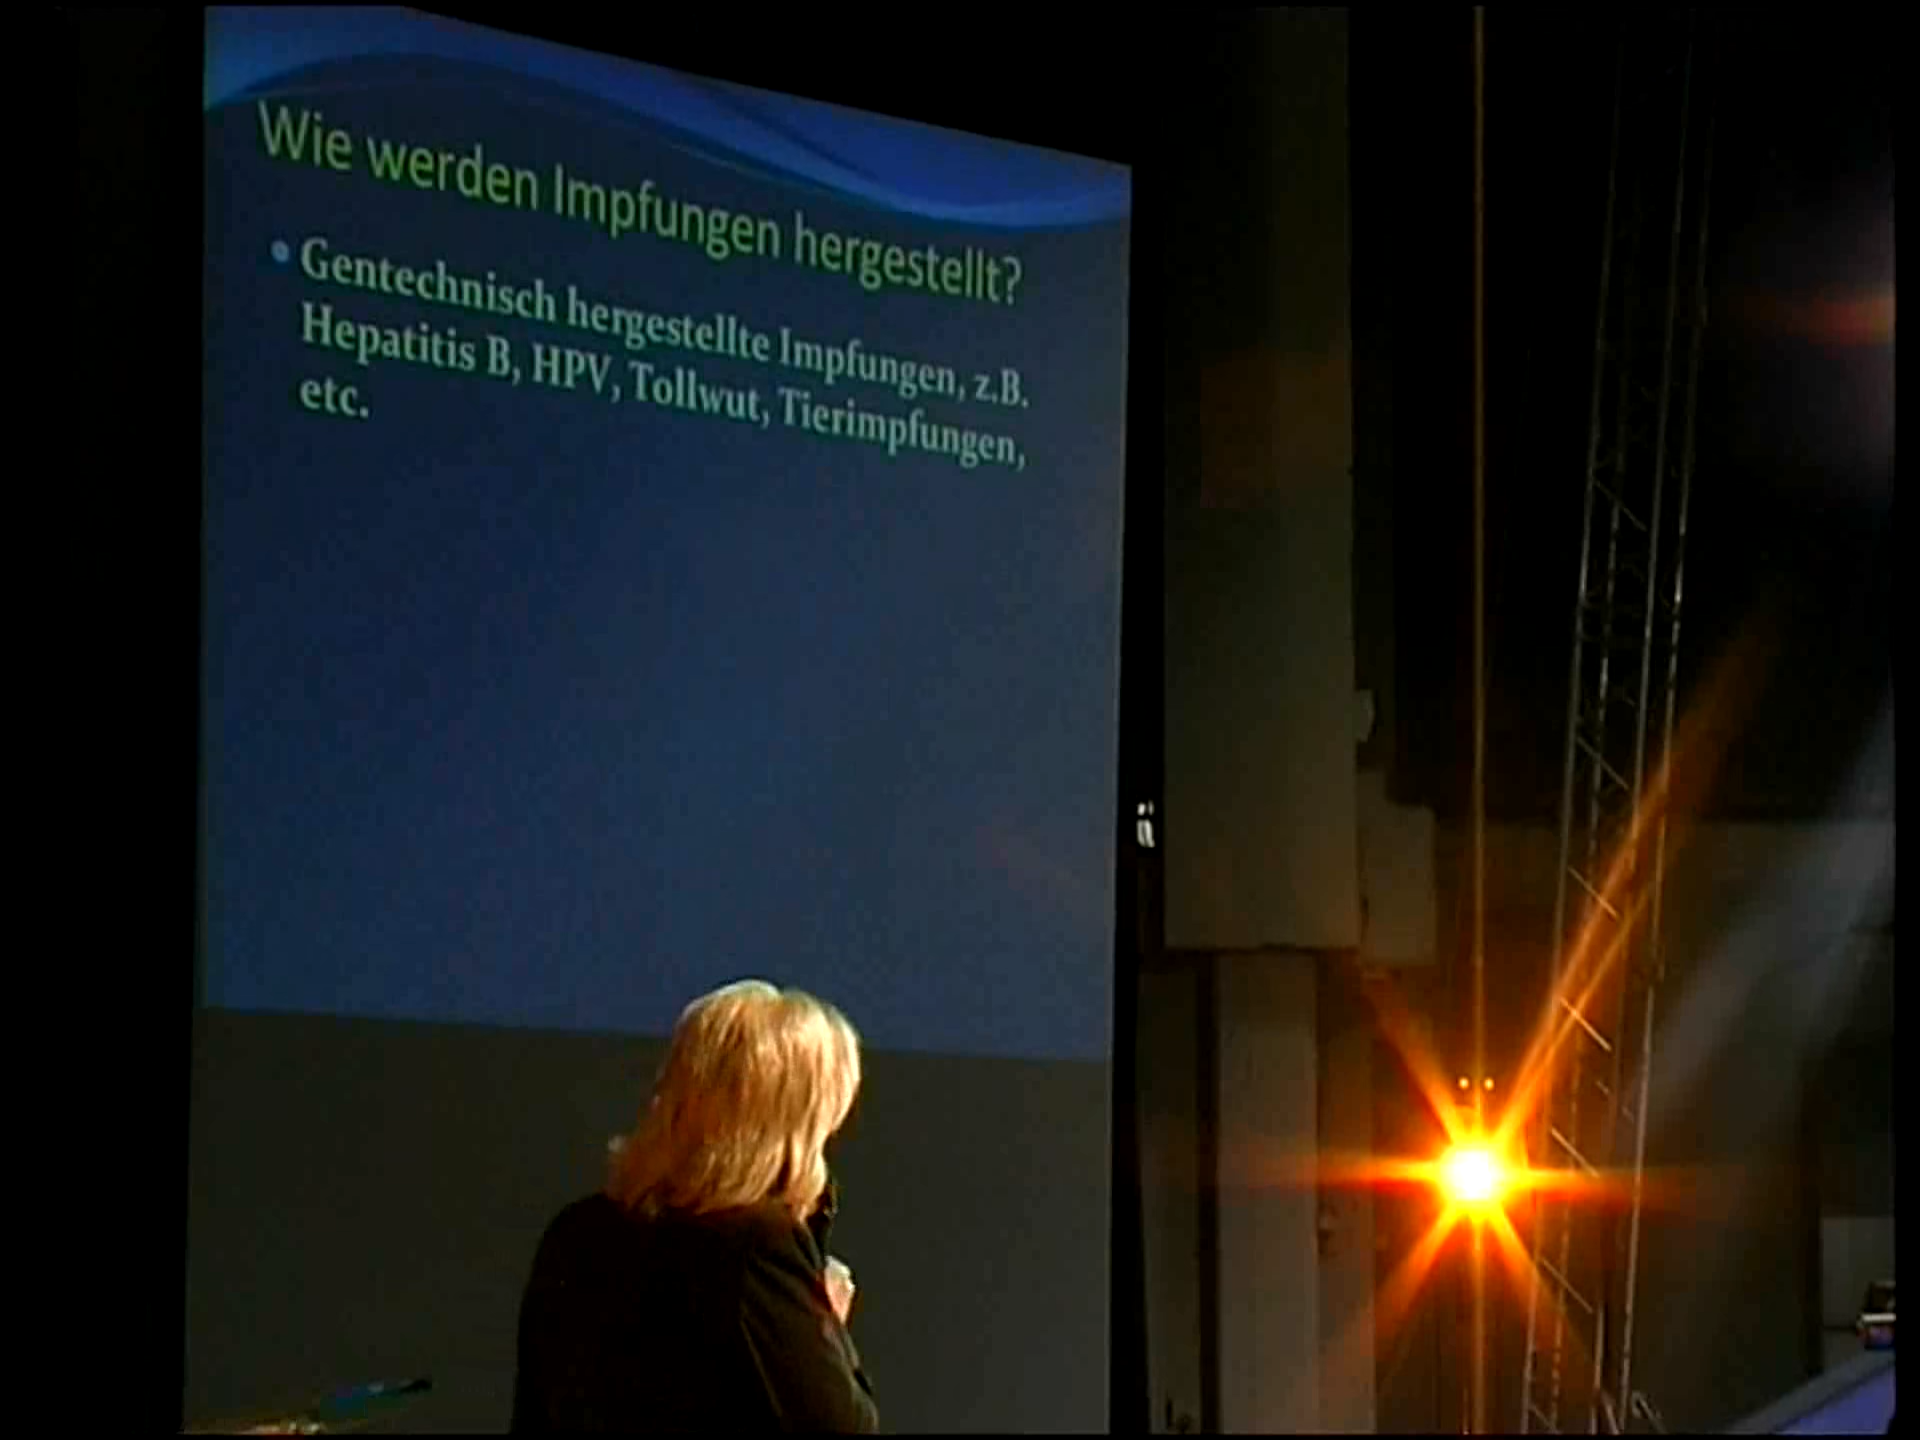 Wie werden Impfungen hergestellt?
• Gentechnisch hergestellte Impfungen, z.B.
Hepatitis B, HPV, Tollwut, Tierimpfungen,
etc.